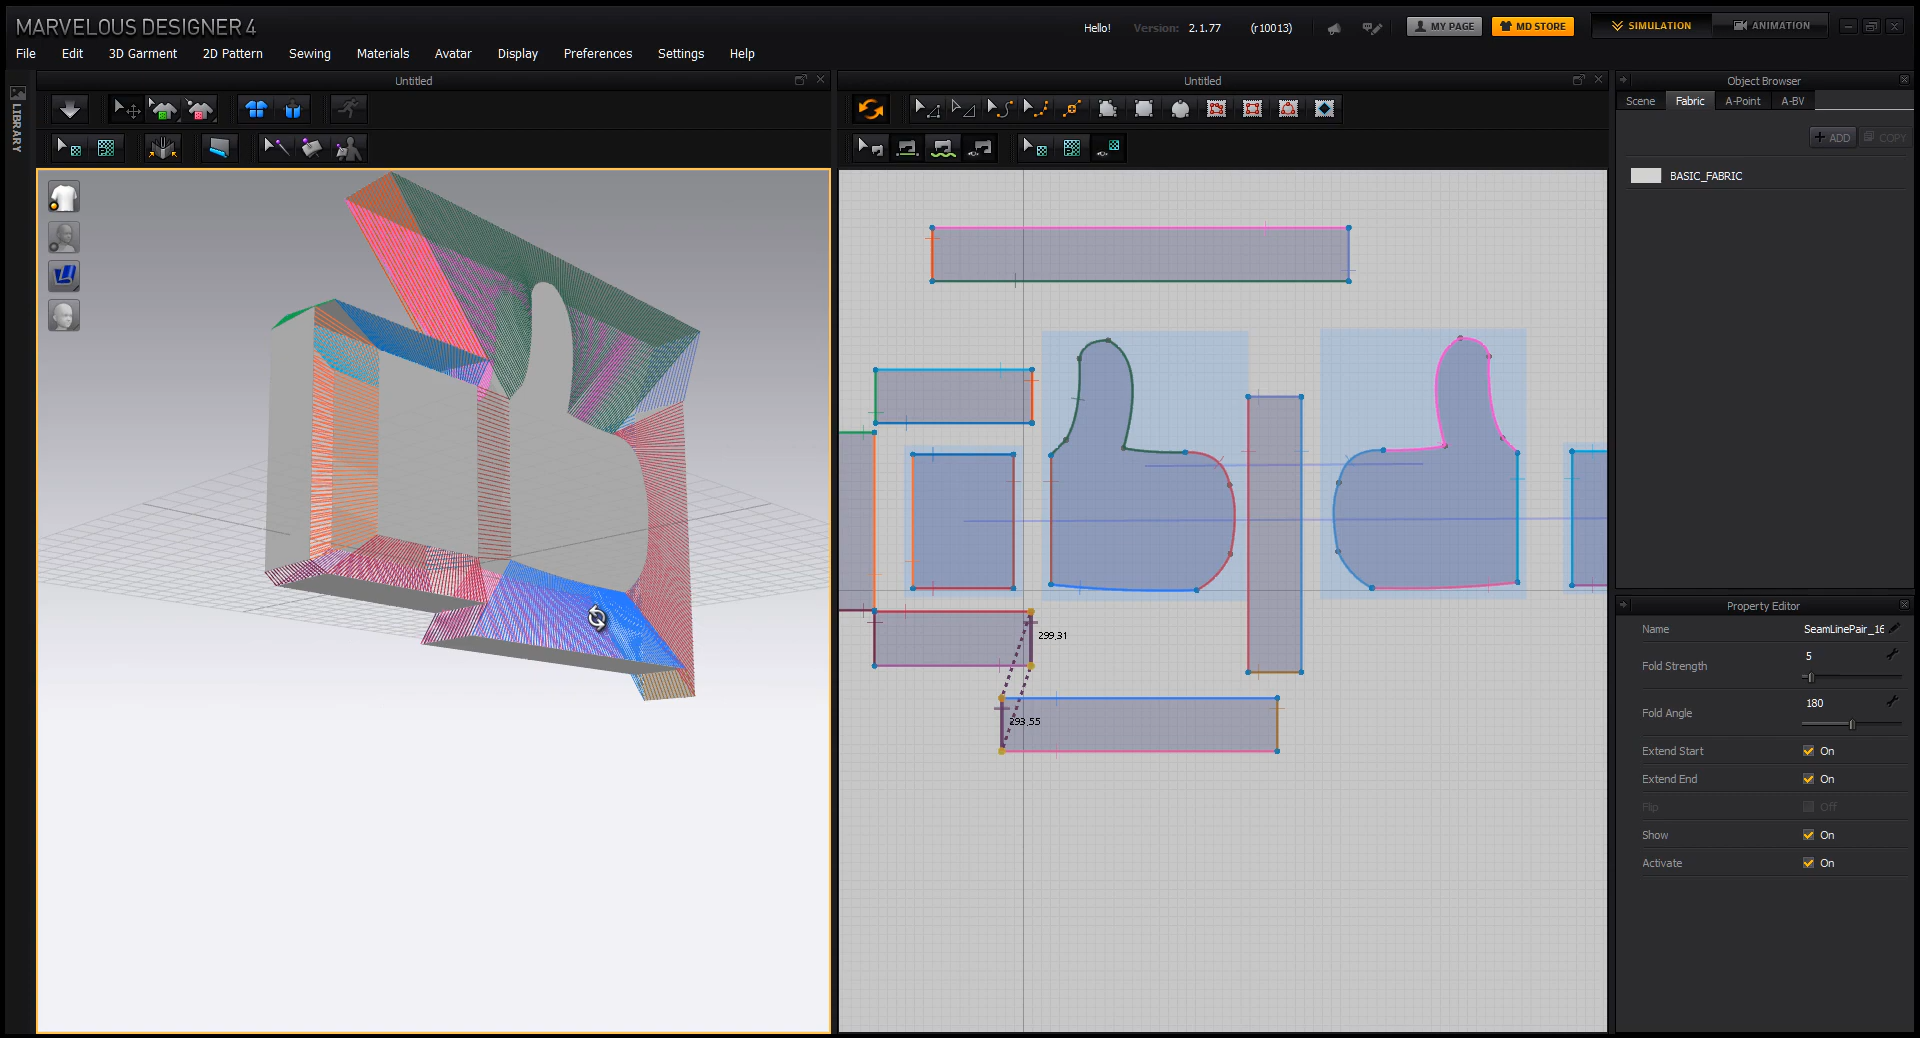 MARVELOUS DESIGNER 4
Hello! Version: 2.1.77 (r10013) MY PAGE MD STORE SIMULATION ANIMATION
File Edit 3D Garment 2D Pattern Sewing Materials Avatar Display Preferences Settings Help
Untitled
Untitled
LIBRARY
Object Browser
Scene Fabric A-Point A-BV
+ ADD COPY
BASIC_FABRIC
299.31
293.55
Property Editor
Name SeamLinePair_16
Fold Strength 5
Fold Angle 180
Extend Start On
Extend End On
Flip Off
Show On
Activate On